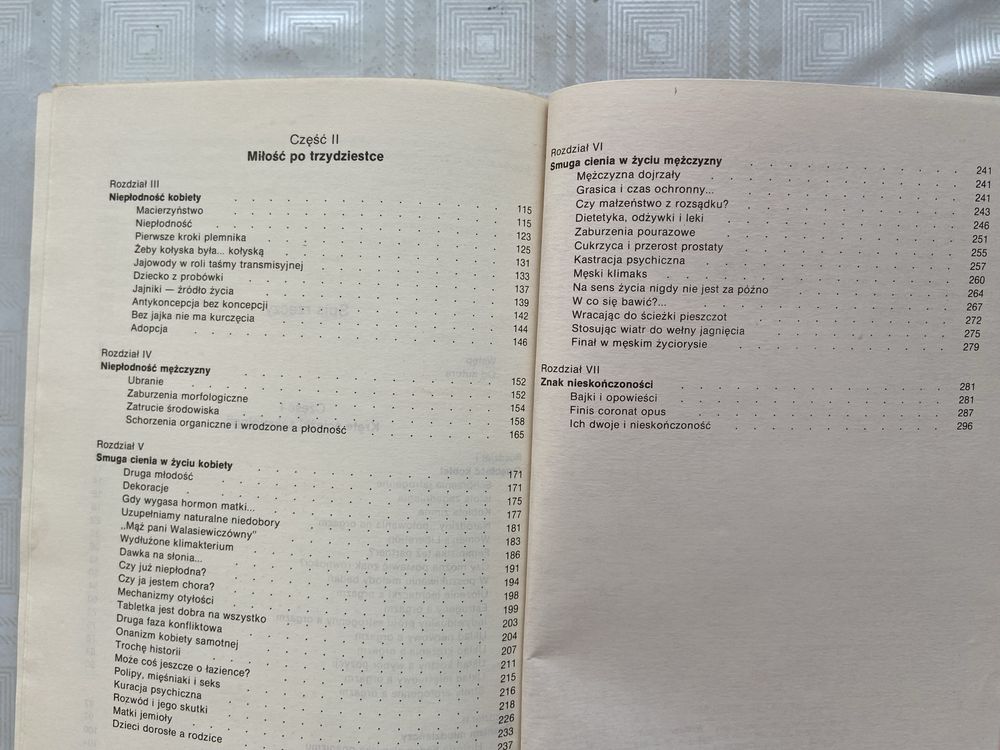 Część II
Miłość po trzydziestce
Rozdział III
Niepłodność kobiety . . . . . . . . . . 115
Macierzyństwo . . . . . . . . . . 115
Niepłodność . . . . . . . . . . 123
Pierwsze kroki plemnika . . . . . . . . . . 125
Żeby kołyska była... kołyską . . . . . . . . . . 131
Jajowody w roli taśmy transmisyjnej . . . . . . . . . . 133
Dziecko z probówki . . . . . . . . . . 137
Jajniki — źródło życia . . . . . . . . . . 139
Antykoncepcja bez koncepcji . . . . . . . . . . 142
Bez jajka nie ma kurczęcia . . . . . . . . . . 144
Adopcja . . . . . . . . . . 146
Rozdział IV
Niepłodność mężczyzny . . . . . . . . . . 152
Ubranie . . . . . . . . . . 152
Zaburzenia morfologiczne . . . . . . . . . . 154
Zatrucie środowiska . . . . . . . . . . 158
Schorzenia organiczne i wrodzone a płodność . . . . . . . . . . 165
Rozdział V
Smuga cienia w życiu kobiety . . . . . . . . . . 171
Druga młodość . . . . . . . . . . 171
Dekoracje . . . . . . . . . . 175
Gdy wygasa hormon matki... . . . . . . . . . . 177
Uzupełniamy naturalne niedobory . . . . . . . . . . 181
„Mąż pani Walasiewiczówny" . . . . . . . . . . 183
Wydłużone klimakterium . . . . . . . . . . 186
Dawka na słonia... . . . . . . . . . . 191
Czy już niepłodna? . . . . . . . . . . 194
Czy ja jestem chora? . . . . . . . . . . 198
Mechanizmy otyłości . . . . . . . . . . 199
Tabletka jest dobra na wszystko . . . . . . . . . . 203
Druga faza konfliktowa . . . . . . . . . . 204
Onanizm kobiety samotnej . . . . . . . . . . 207
Trochę historii . . . . . . . . . . 211
Może coś jeszcze o łazience? . . . . . . . . . . 215
Polipy, mięśniaki i seks . . . . . . . . . . 216
Kuracja psychiczna . . . . . . . . . . 218
Rozwód i jego skutki . . . . . . . . . . 226
Matki jemioły . . . . . . . . . . 233
Dzieci dorosłe a rodzice . . . . . . . . . . 237
Rozdział VI
Smuga cienia w życiu mężczyzny . . . . . . . . . . 241
Mężczyzna dojrzały . . . . . . . . . . 241
Grasica i czas ochronny... . . . . . . . . . . 241
Czy małżeństwo z rozsądku? . . . . . . . . . . 243
Dietetyka, odżywki i leki . . . . . . . . . . 246
Zaburzenia pourazowe . . . . . . . . . . 251
Cukrzyca i przerost prostaty . . . . . . . . . . 255
Kastracja psychiczna . . . . . . . . . . 257
Męski klimaks . . . . . . . . . . 260
Na sens życia nigdy nie jest za późno . . . . . . . . . . 264
W co się bawić?... . . . . . . . . . . 267
Wracając do ścieżki pieszczot . . . . . . . . . . 272
Stosując wiatr do wełny jagnięcia . . . . . . . . . . 275
Finał w męskim życiorysie . . . . . . . . . . 279
Rozdział VII
Znak nieskończoności . . . . . . . . . . 281
Bajki i opowieści . . . . . . . . . . 281
Finis coronat opus . . . . . . . . . . 287
Ich dwoje i nieskończoność . . . . . . . . . . 296